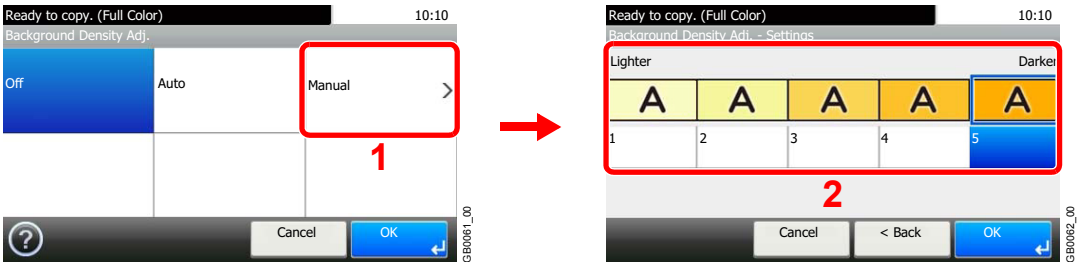 Ready to copy. (Full Color) 10:10
Background Density Adj.
Off Auto Manual >
1
? Cancel OK
GB0061_00
Ready to copy. (Full Color) 10:10
Background Density Adj. - Settings
Lighter Darker
A A A A A
1 2 3 4 5
2
Cancel < Back OK
GB0062_00